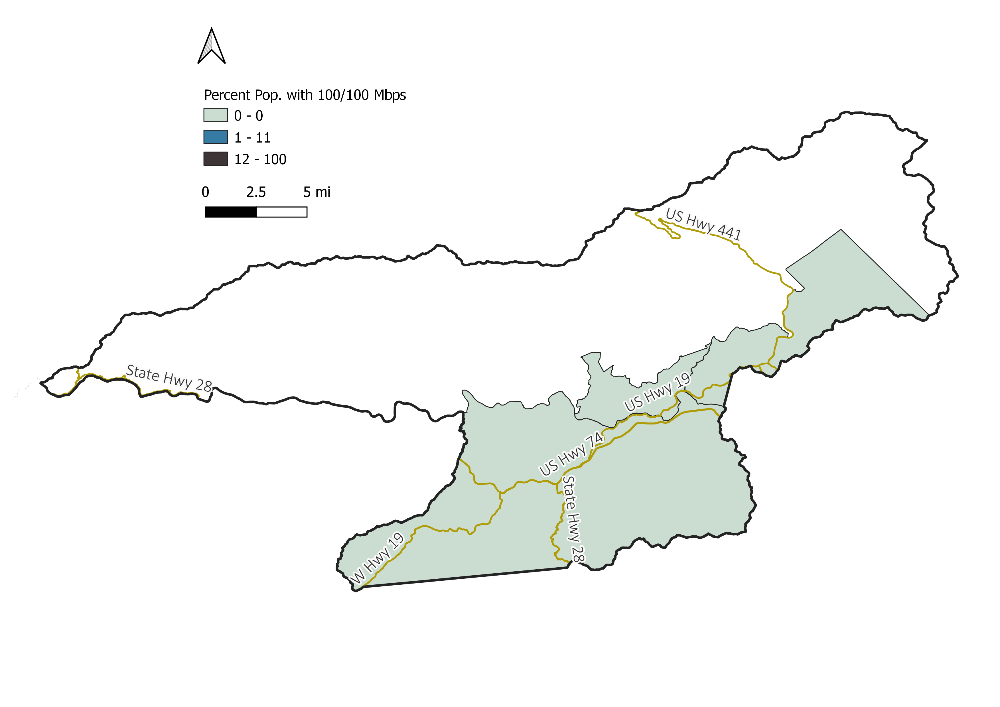 Percent Pop. with 100/100 Mbps
0 - 0
1 - 11
12 - 100
0 2.5 5 mi
US Hwy 441
State Hwy 28
US Hwy 19
US Hwy 74
State Hwy 28
W Hwy 19